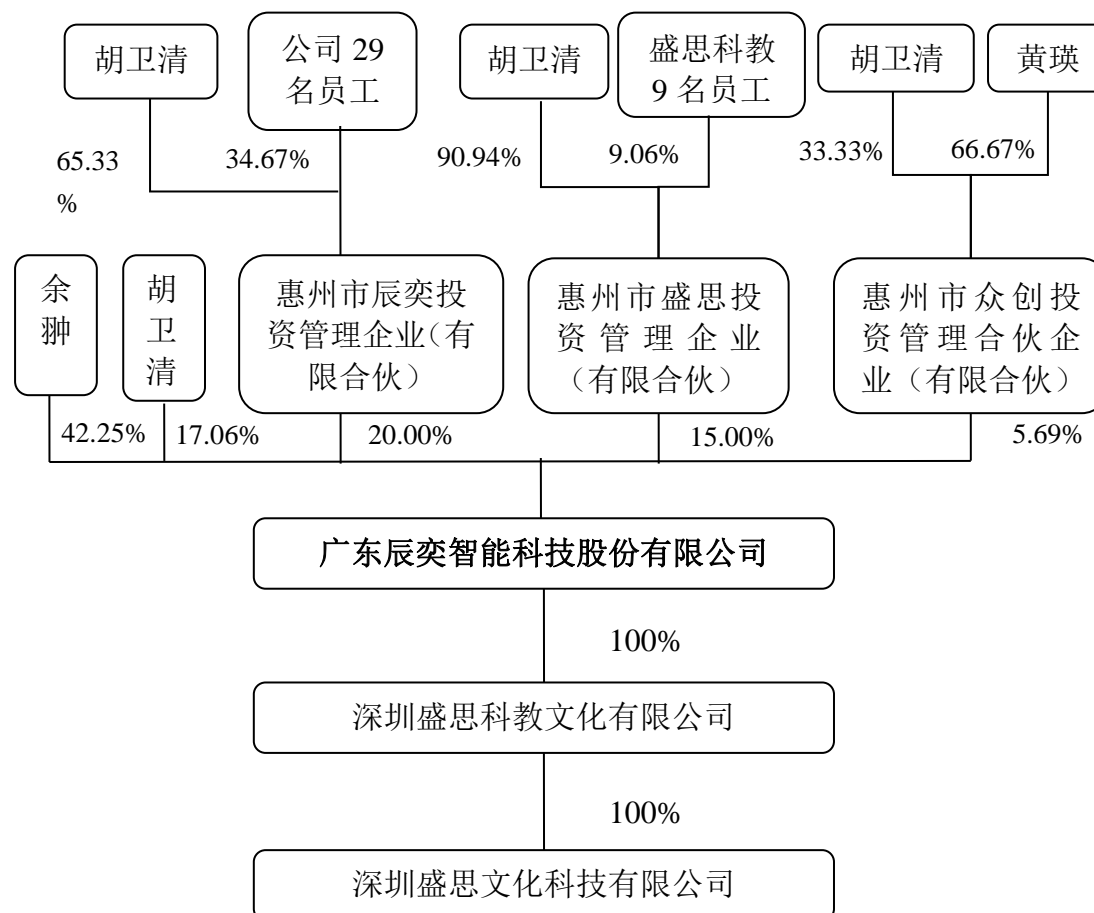 胡卫清
公司 29
名员工
胡卫清
盛思科教
9 名员工
胡卫清
黄瑛
65.33
%
34.67%
90.94%
9.06%
33.33%
66.67%
余
翀
胡
卫
清
惠州市辰奕投
资管理企业（有
限合伙）
惠州市盛思投
资管理企业
（有限合伙）
惠州市众创投
资管理合伙企
业（有限合伙）
42.25%
17.06%
20.00%
15.00%
5.69%
广东辰奕智能科技股份有限公司
100%
深圳盛思科教文化有限公司
100%
深圳盛思文化科技有限公司